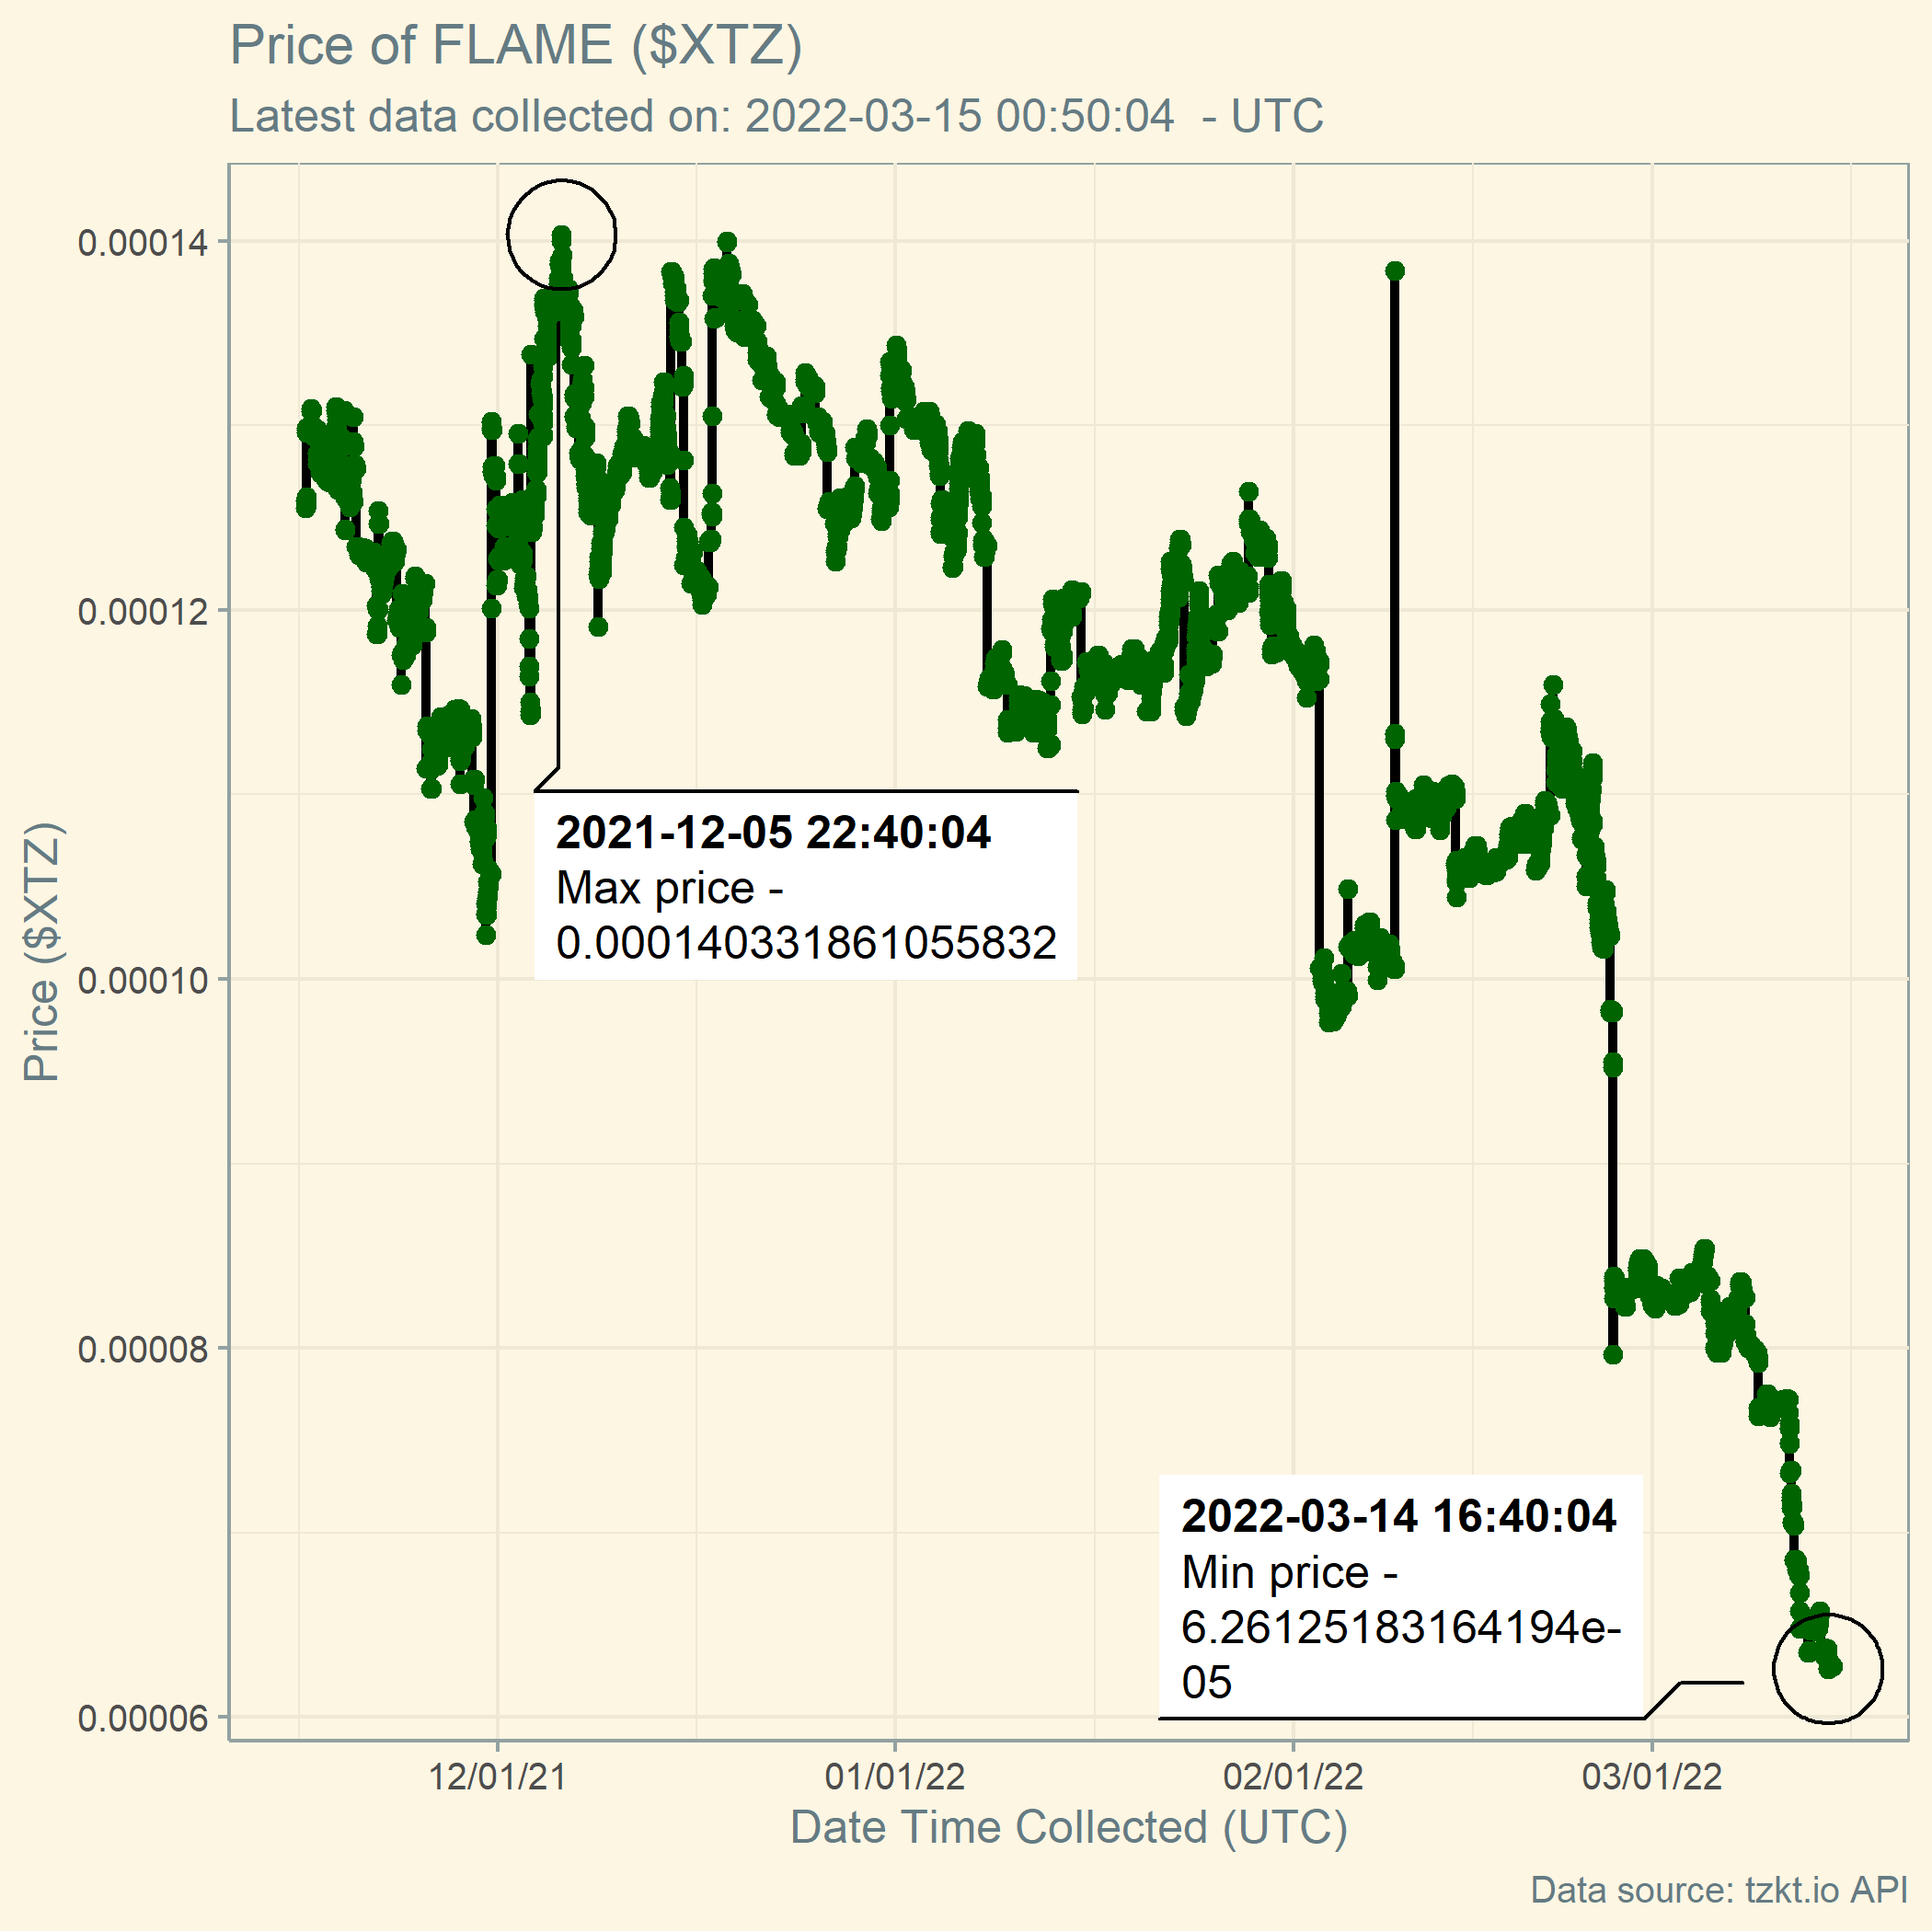 Price of FLAME ($XTZ)
Latest data collected on: 2022-03-15 00:50:04  - UTC
Price ($XTZ)
0.00014
0.00012
0.00010
0.00008
0.00006
2021-12-05 22:40:04
Max price -
0.000140331861055832
2022-03-14 16:40:04
Min price -
6.26125183164194e-
05
12/01/21
01/01/22
02/01/22
03/01/22
Date Time Collected (UTC)
Data source: tzkt.io API